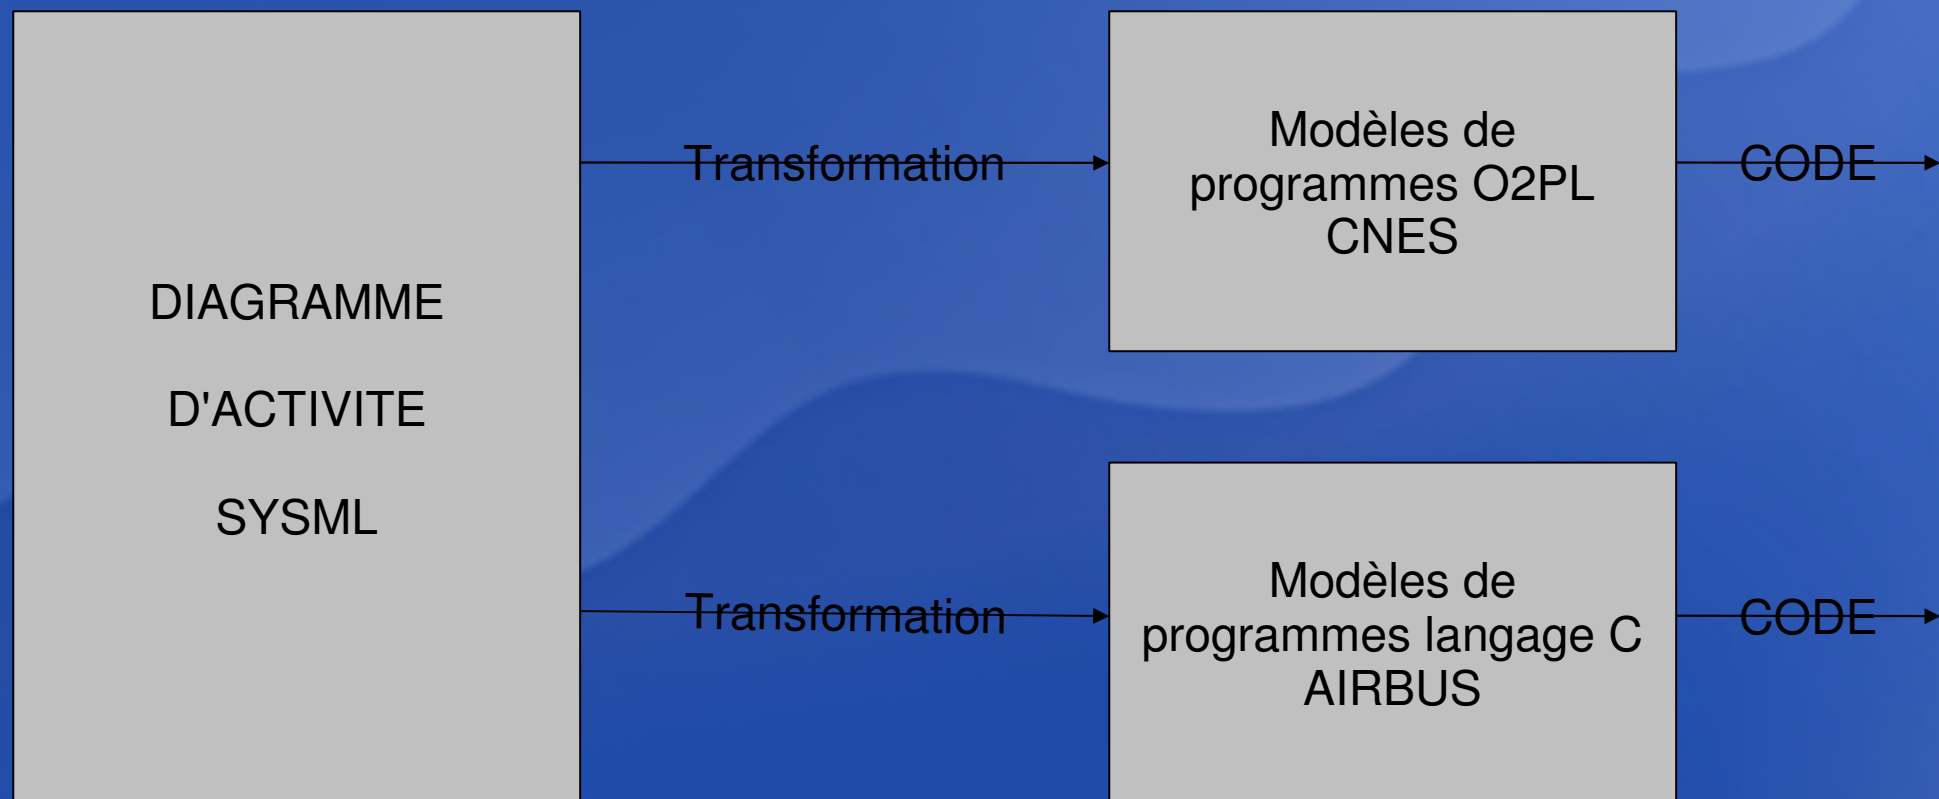 DIAGRAMME
D'ACTIVITE
SYSML
Transformation
Modèles de
programmes O2PL
CNES
CODE
Transformation
Modèles de
programmes langage C
AIRBUS
CODE